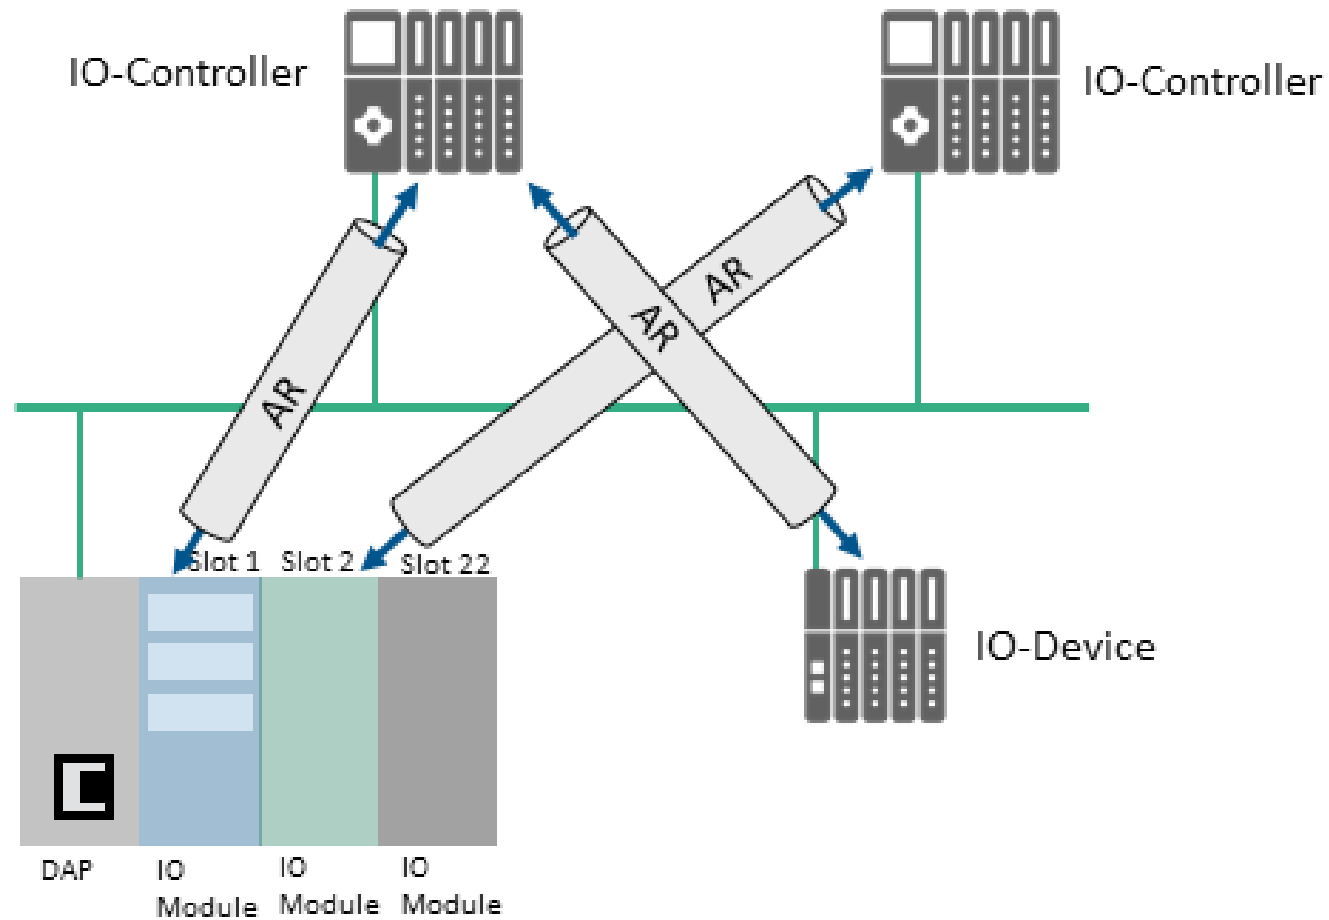 IO-Controller
IO-Controller
AR
AR
AR
Slot 1
Slot 2
Slot 22
IO-Device
DAP
IO
Module
IO
Module
IO
Module